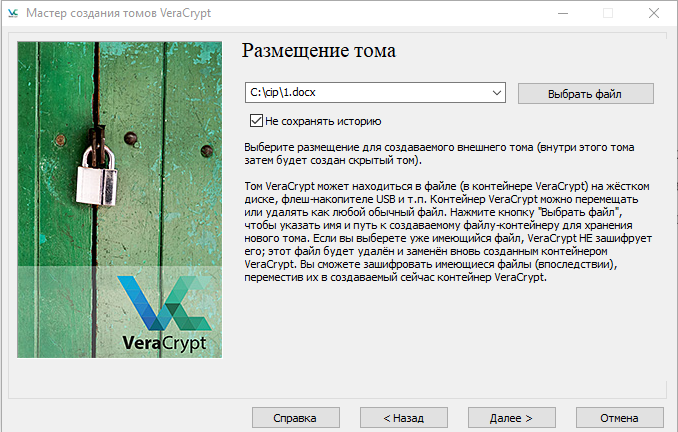 Мастер создания томов VeraCrypt
Размещение тома
C:\cip\1.docx
Выбрать файл
Не сохранять историю
Выберите размещение для создаваемого внешнего тома (внутри этого тома
затем будет создан скрытый том).
Том VeraCrypt может находиться в файле (в контейнере VeraCrypt) на жёстком
диске, флеш-накопителе USB и т.п. Контейнер VeraCrypt можно перемещать
или удалять как любой обычный файл. Нажмите кнопку "Выбрать файл",
чтобы указать имя и путь к создаваемому файлу-контейнеру для хранения
нового тома. Если вы выберете уже имеющийся файл, VeraCrypt НЕ зашифрует
его; этот файл будет удалён и заменён вновь созданным контейнером
VeraCrypt. Вы сможете зашифровать имеющиеся файлы (впоследствии),
переместив их в создаваемый сейчас контейнер VeraCrypt.
VeraCrypt
Справка
< Назад
Далее >
Отмена